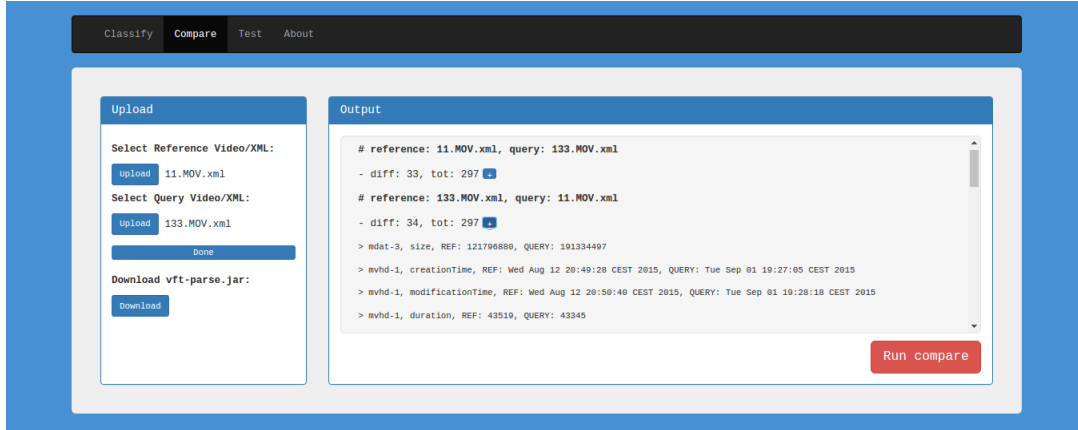 Classify Compare Test About
Upload
Select Reference Video/XML:
Upload 11.MOV.xml
Select Query Video/XML:
Upload 133.MOV.xml
Done
Download vft-parse.jar:
Download
Output
# reference: 11.MOV.xml, query: 133.MOV.xml
- diff: 33, tot: 297 +
# reference: 133.MOV.xml, query: 11.MOV.xml
- diff: 34, tot: 297 +
> mdat-3, size, REF: 121796880, QUERY: 191334497
> mvhd-1, creationTime, REF: Wed Aug 12 20:49:28 CEST 2015, QUERY: Tue Sep 01 19:27:05 CEST 2015
> mvhd-1, modificationTime, REF: Wed Aug 12 20:50:40 CEST 2015, QUERY: Tue Sep 01 19:28:18 CEST 2015
> mvhd-1, duration, REF: 43519, QUERY: 43345
Run compare